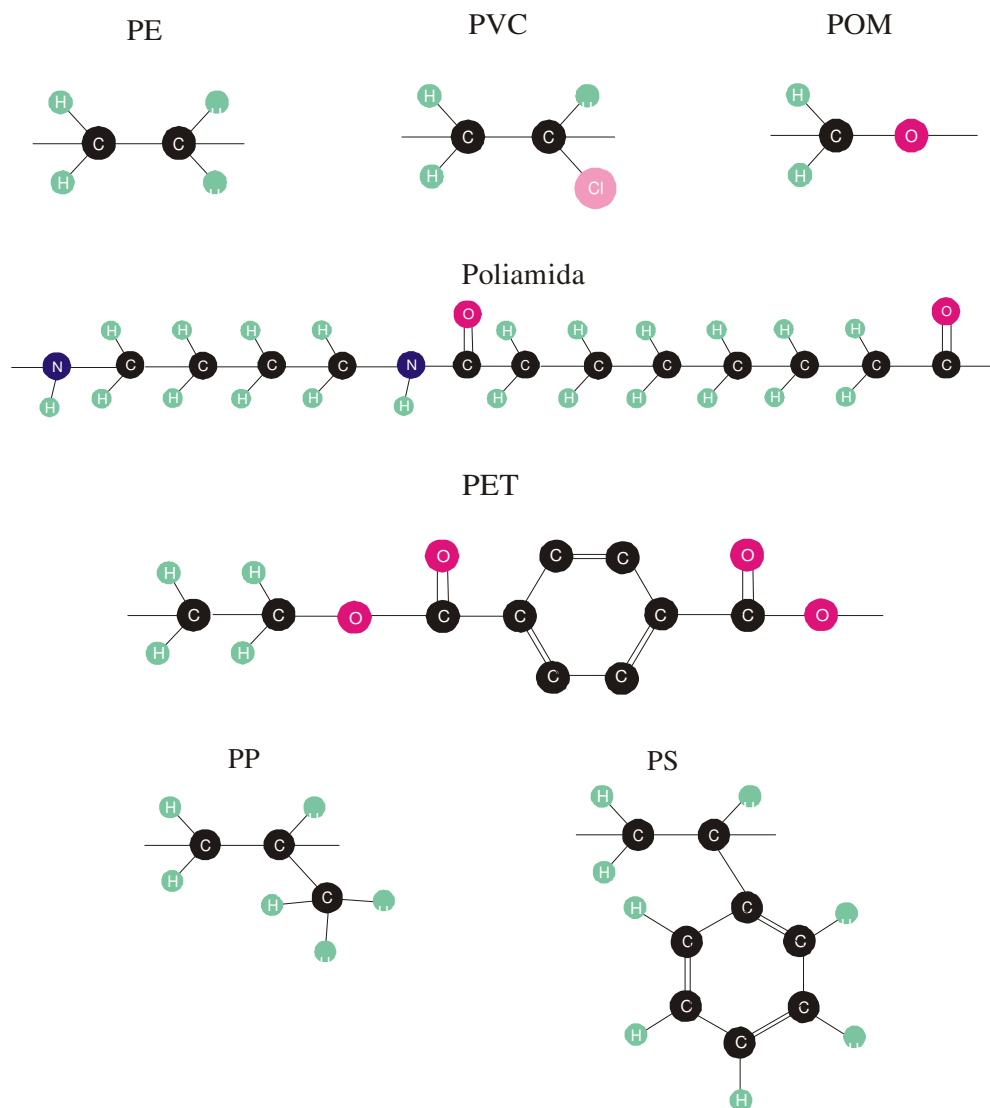 PE
PVC
POM
H H
H H
H
C C
C C
C O
H H
H Cl
H
Poliamida
O O
H H H H H H H H H H
N C C C C N C C C C C C C C
H H H H H H H H H H H H
PET
O C C O
H H
C C O C C C C O
H H C C
PP
PS
H H
H H
C C
C C
H
H
H C H
H
C
H C C H
C C
H C H
H